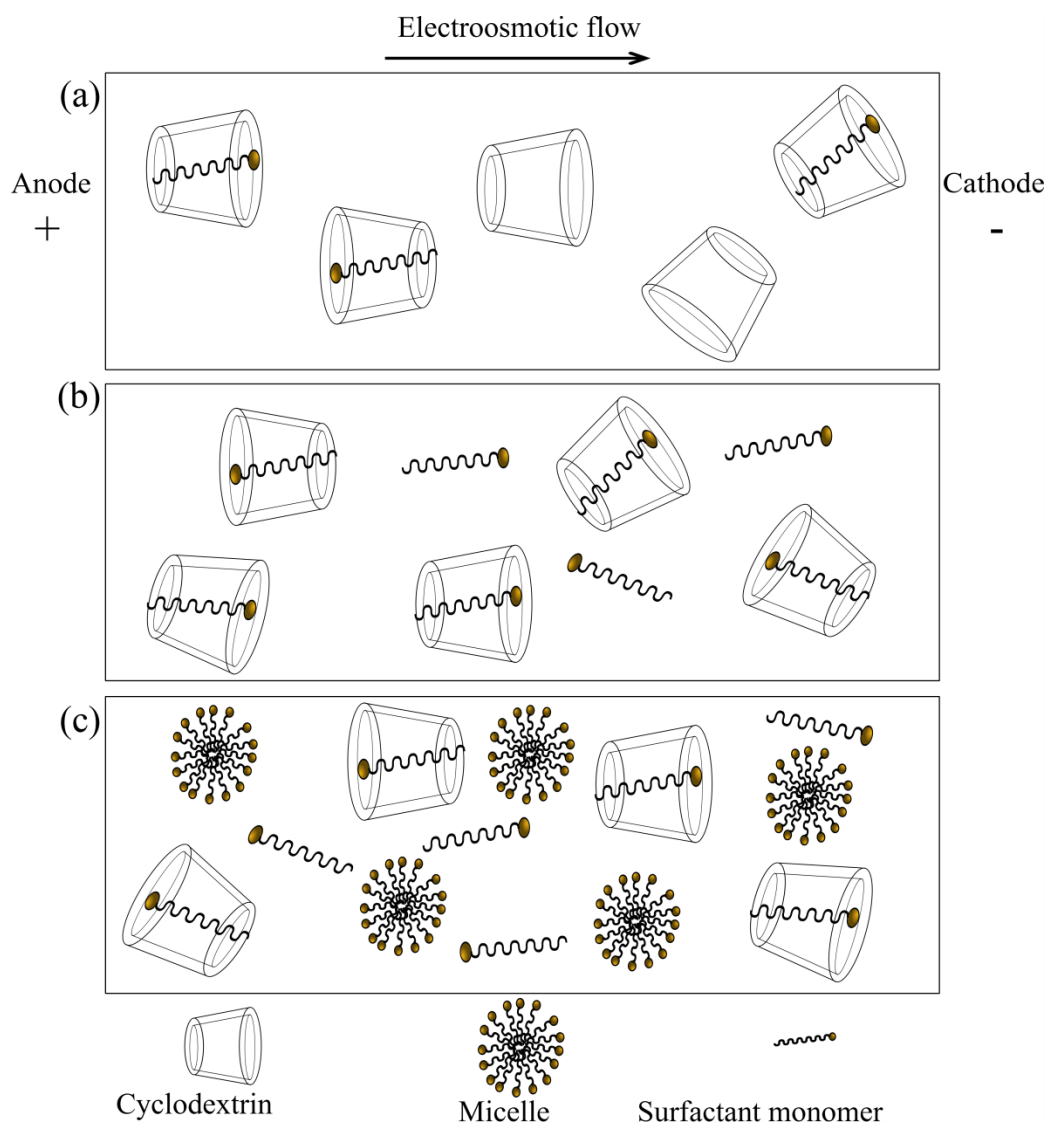 Electroosmotic flow
(a)
Anode
+
Cathode
-
(b)
(c)
Cyclodextrin
Micelle
Surfactant monomer